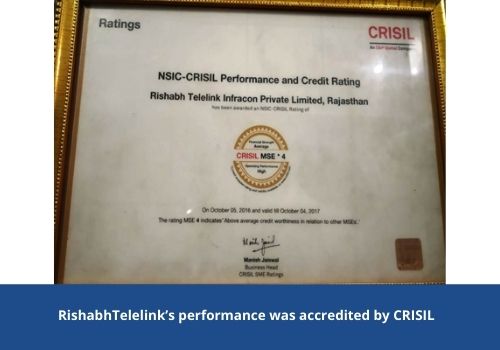 Ratings
CRISIL
An S&P Global Company
NSIC-CRISIL Performance and Credit Rating
Rishabh Telelink Infracon Private Limited, Rajasthan
has been awarded an NSIC-CRISIL Rating of
Financial Strength
Average
CRISIL MSE * 4
Operating Performance
High
On October 05, 2016 and valid till October 04, 2017
The rating MSE 4 indicates 'Above average credit worthiness in relation to other MSEs.'
Manish Jaiswal
Business Head
CRISIL SME Ratings
RishabhTelelink’s performance was accredited by CRISIL